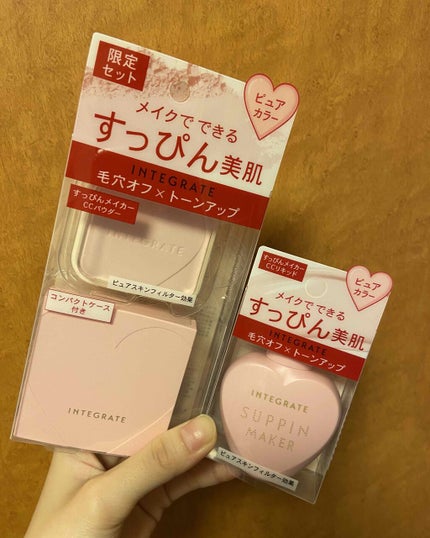 限定
セット
ピュア
カラー
メイクでできる
すっぴん美肌
INTEGRATE
毛穴オフ×トーンアップ
すっぴんメイカー
CCパウダー
INTEGRATE
ピュアスキンフィルター効果
コンパクトケース
付き
INTEGRATE
すっぴんメイカー
CCリキッド
ピュア
カラー
メイクでできる
すっぴん美肌
INTEGRATE
毛穴オフ×トーンアップ
INTEGRATE
SUPPIN
MAKER
ピュアスキンフィルター効果